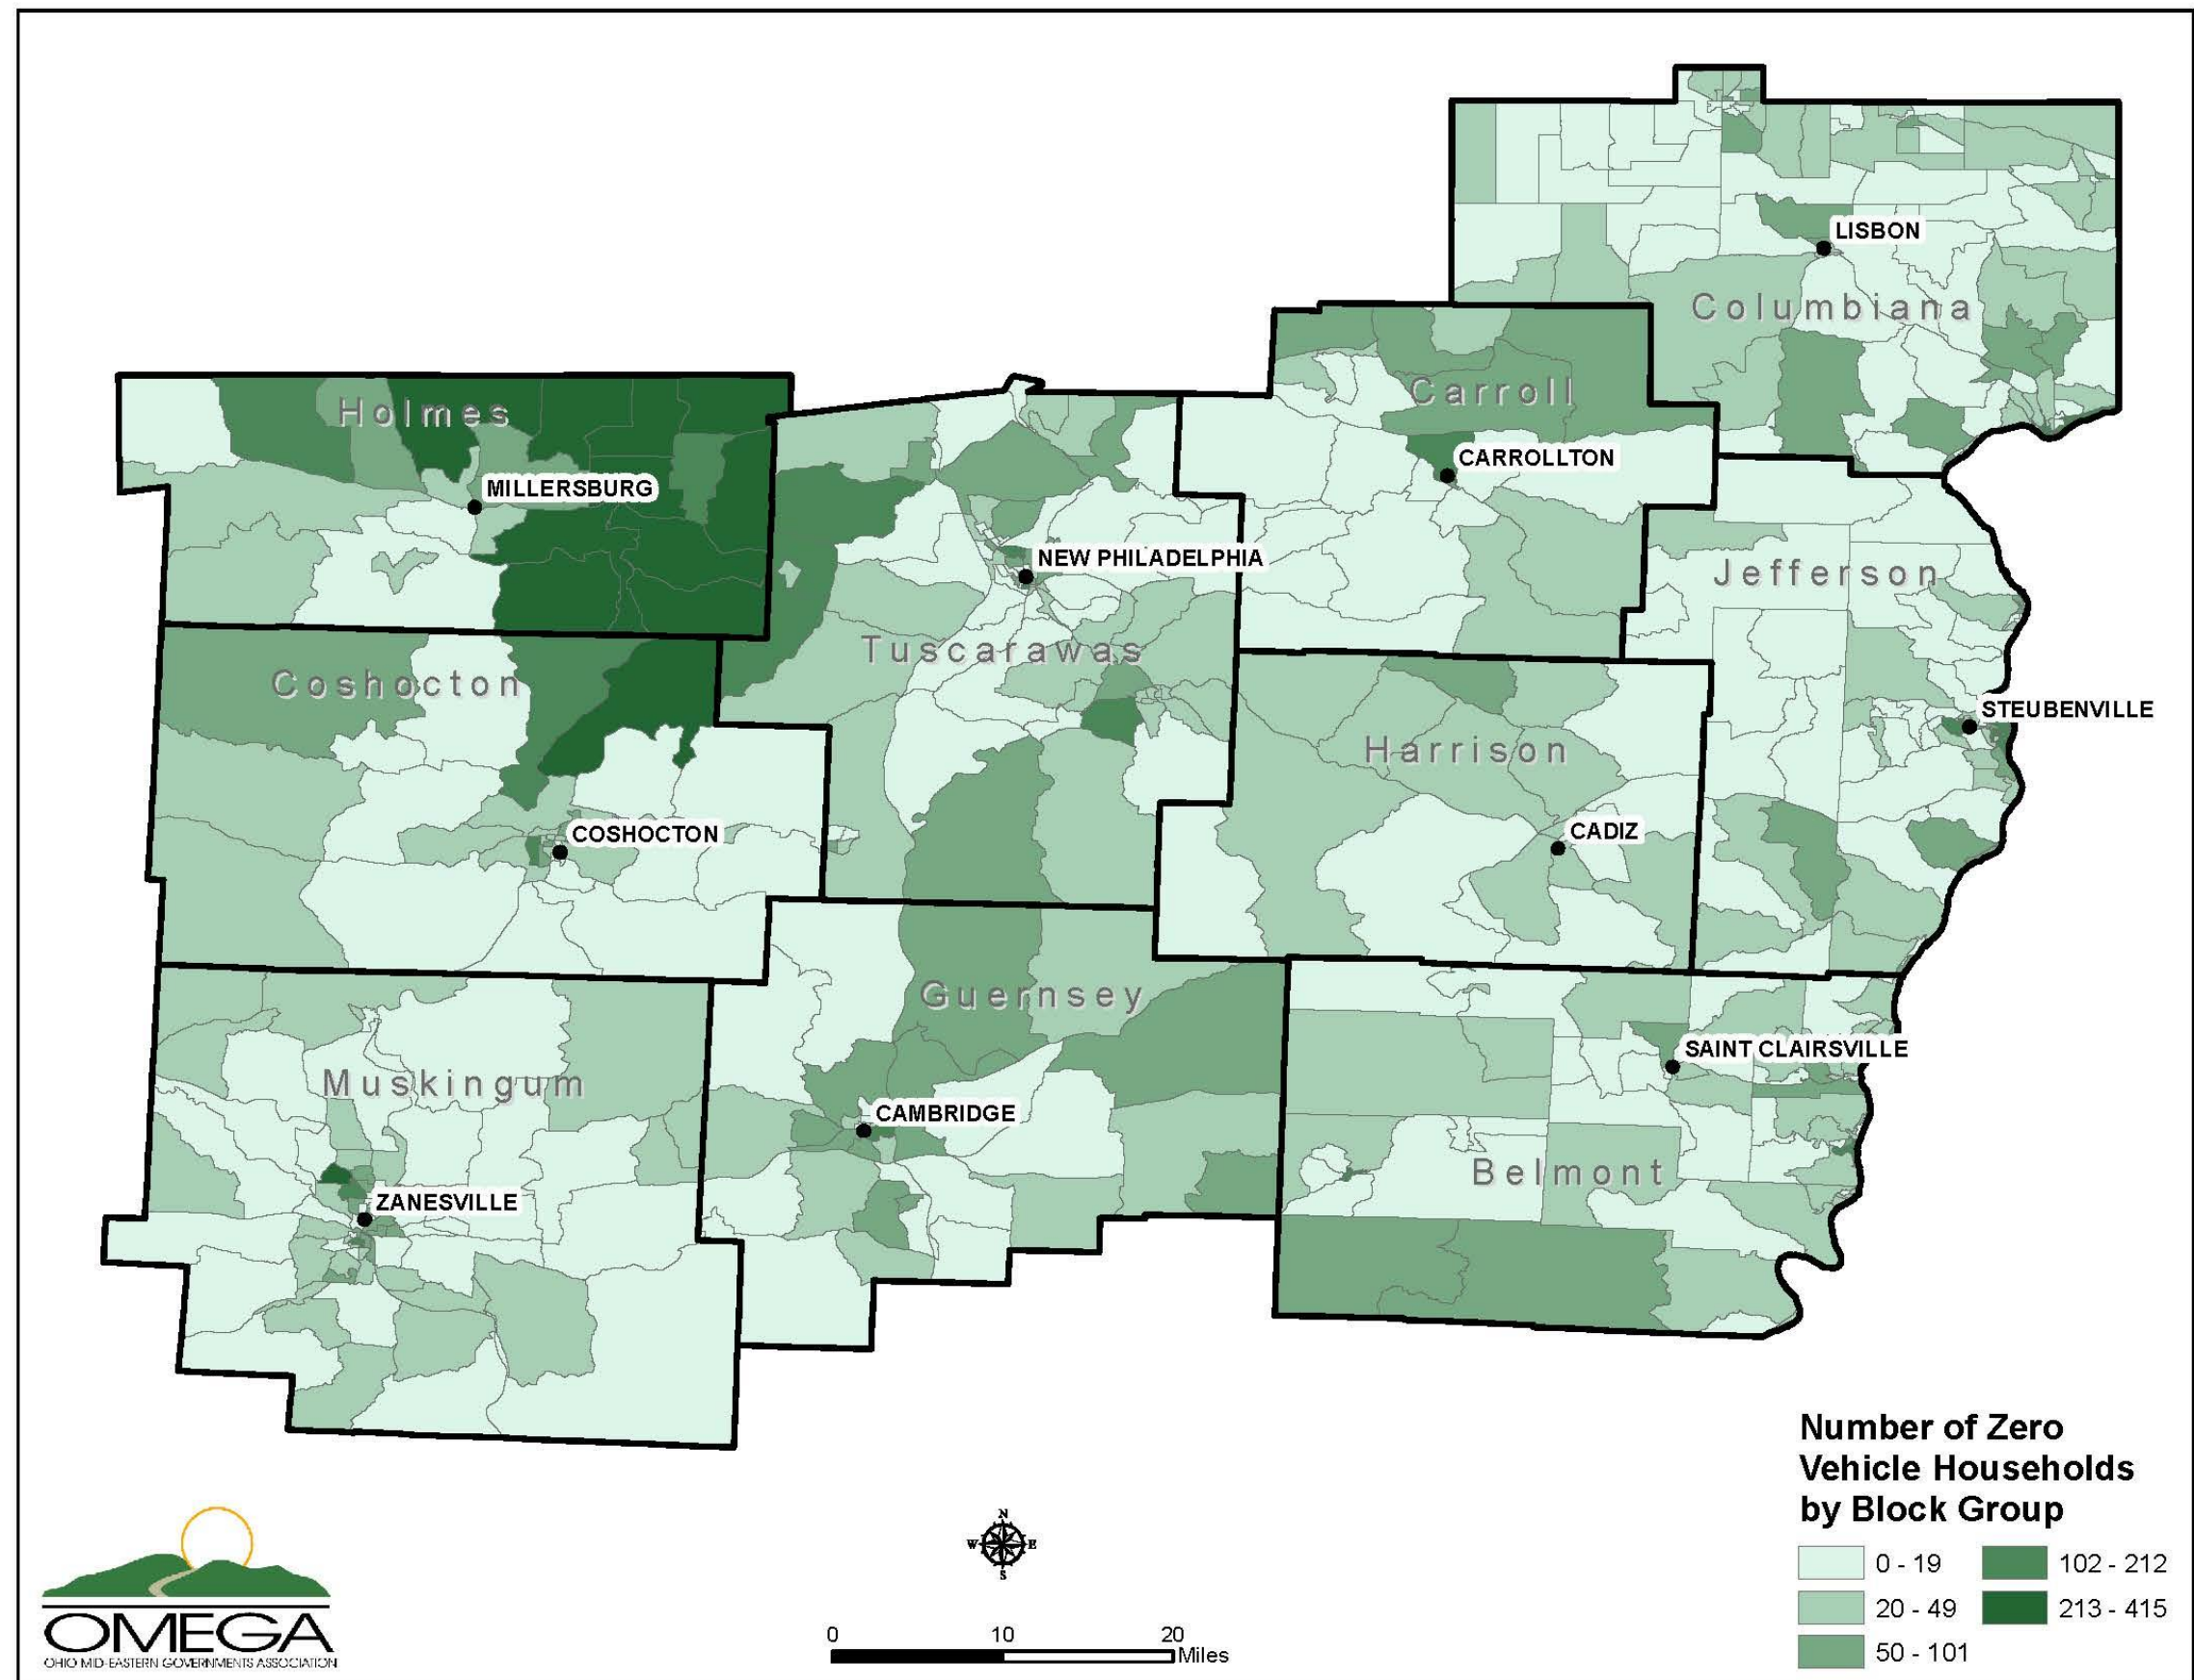 LISBON
Columbiana
Carroll
Holmes
CARROLLTON
MILLERSBURG
NEW PHILADELPHIA
Jefferson
Tuscarawas
Coshocton
STEUBENVILLE
Harrison
COSHOCTON
CADIZ
Guernsey
SAINT CLAIRSVILLE
Muskingum
CAMBRIDGE
Belmont
ZANESVILLE
Number of Zero
Vehicle Households
by Block Group
0 - 19
102 - 212
20 - 49
213 - 415
50 - 101
N
W E
S
0 10 20
Miles
OMEGA
OHIO MID-EASTERN GOVERNMENTS ASSOCIATION